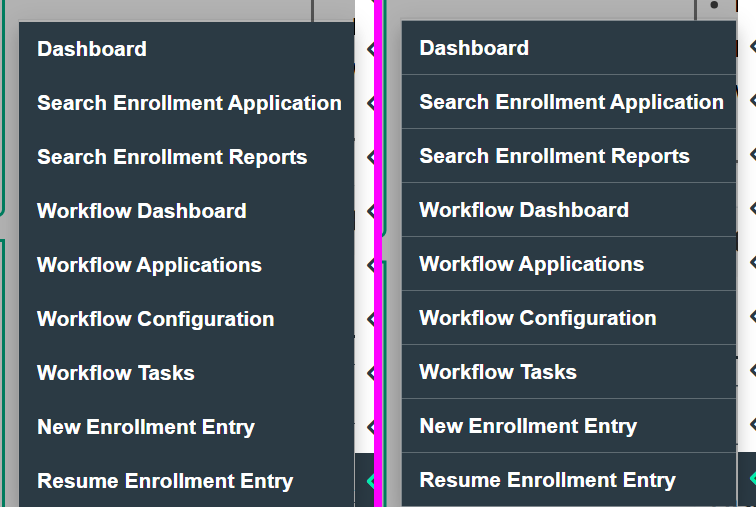 Dashboard
Search Enrollment Application
Search Enrollment Reports
Workflow Dashboard
Workflow Applications
Workflow Configuration
Workflow Tasks
New Enrollment Entry
Resume Enrollment Entry
Dashboard
Search Enrollment Application
Search Enrollment Reports
Workflow Dashboard
Workflow Applications
Workflow Configuration
Workflow Tasks
New Enrollment Entry
Resume Enrollment Entry